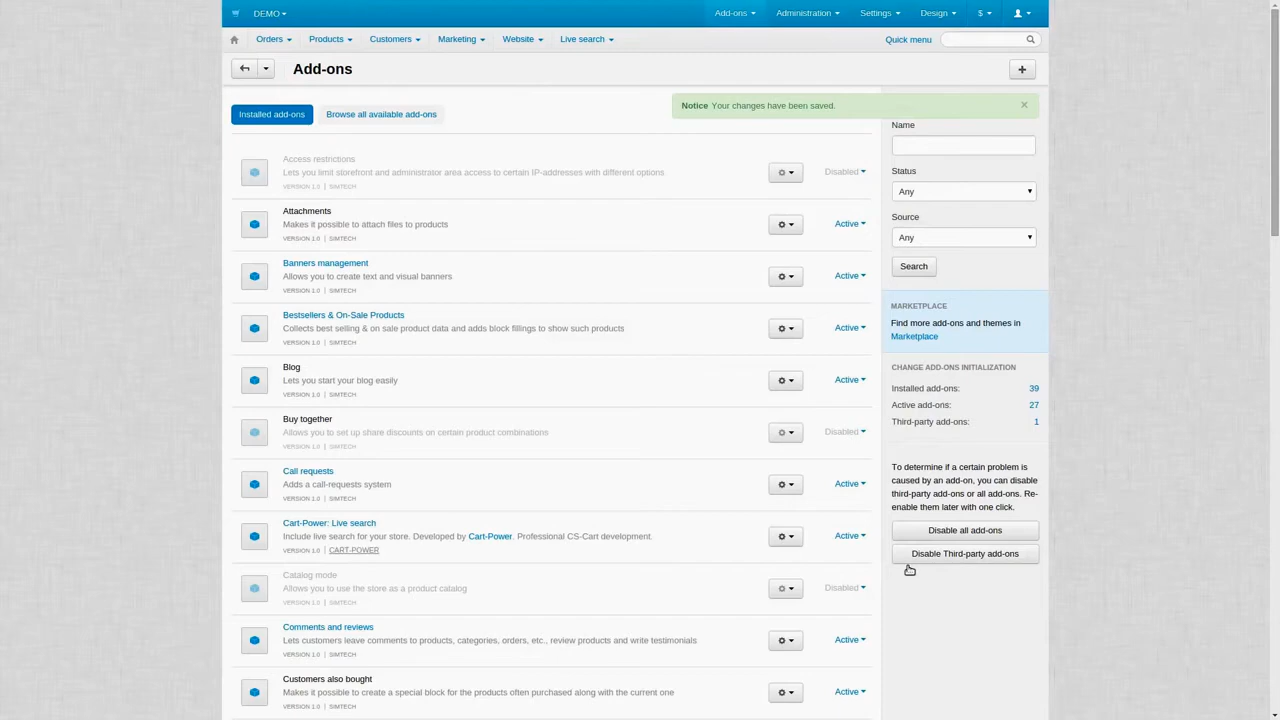 DEMO
Add-ons
Administration
Settings
Design
$
Orders
Products
Customers
Marketing
Website
Live search
Quick menu
Add-ons
Installed add-ons
Browse all available add-ons
Notice Your changes have been saved.
×
Access restrictions
Lets you limit storefront and administrator area access to certain IP-addresses with different options
VERSION 1.0 | SIMTECH
Disabled
Attachments
Makes it possible to attach files to products
VERSION 1.0 | SIMTECH
Active
Banners management
Allows you to create text and visual banners
VERSION 1.0 | SIMTECH
Active
Bestsellers & On-Sale Products
Collects best selling & on sale product data and adds block fillings to show such products
VERSION 1.0 | SIMTECH
Active
Blog
Lets you start your blog easily
VERSION 1.0 | SIMTECH
Active
Buy together
Allows you to set up share discounts on certain product combinations
VERSION 1.0 | SIMTECH
Disabled
Call requests
Adds a call-requests system
VERSION 1.0 | SIMTECH
Active
Cart-Power: Live search
Include live search for your store. Developed by Cart-Power. Professional CS-Cart development.
VERSION 1.0 | CART-POWER
Active
Catalog mode
Allows you to use the store as a product catalog
VERSION 1.0 | SIMTECH
Disabled
Comments and reviews
Lets customers leave comments to products, categories, orders, etc., review products and write testimonials
VERSION 1.0 | SIMTECH
Active
Customers also bought
Makes it possible to create a special block for the products often purchased along with the current one
VERSION 1.0 | SIMTECH
Active
Name
Status
Any
Source
Any
Search
MARKETPLACE
Find more add-ons and themes in
Marketplace
CHANGE ADD-ONS INITIALIZATION
Installed add-ons: 39
Active add-ons: 27
Third-party add-ons: 1
To determine if a certain problem is
caused by an add-on, you can disable
third-party add-ons or all add-ons. Re-
enable them later with one click.
Disable all add-ons
Disable Third-party add-ons